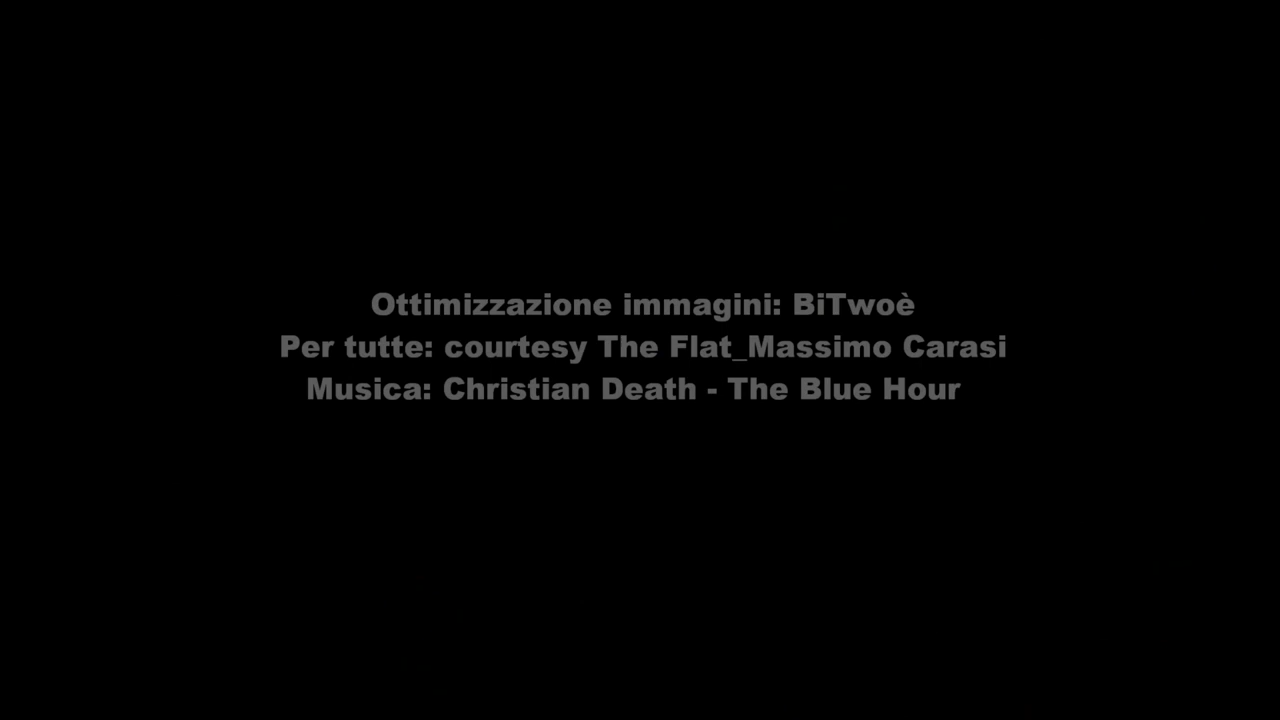 Ottimizzazione immagini: BiTwoè
Per tutte: courtesy The Flat_Massimo Carasi
Musica: Christian Death - The Blue Hour